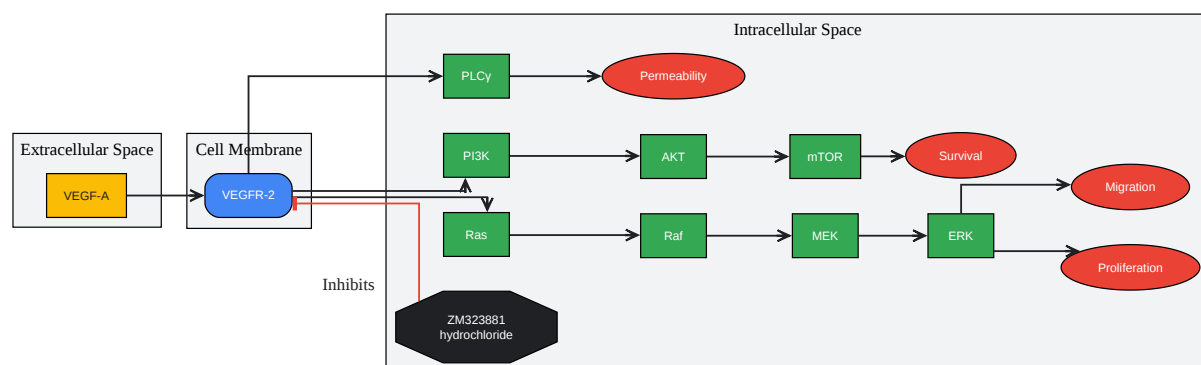 Intracellular Space
PLCγ
Permeability
Extracellular Space
Cell Membrane
PI3K
AKT
mTOR
Survival
VEGF-A
VEGFR-2
Migration
Ras
Raf
MEK
ERK
Proliferation
Inhibits
ZM323881
hydrochloride